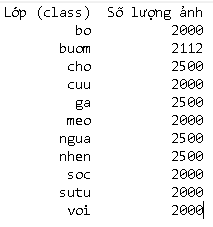 Lớp (class) Số lượng ảnh
bo 2000
buom 2112
cho 2500
cuu 2000
ga 2500
meo 2000
ngua 2500
nhen 2500
soc 2000
sutu 2000
voi 2000